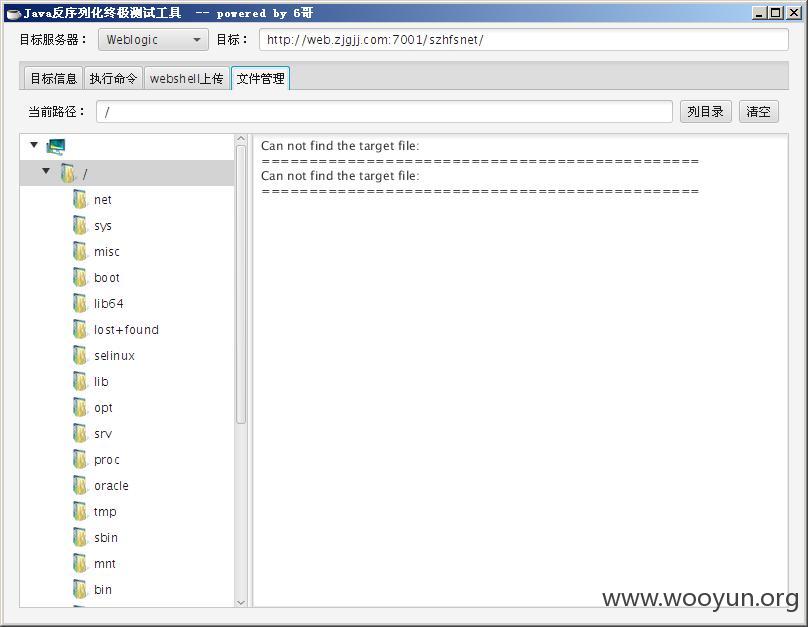 Java反序列化终极测试工具 -- powered by 6哥
目标服务器： Weblogic 目标： http://web.zjgjj.com:7001/szhfsnet/
目标信息 执行命令 webshell上传 文件管理
当前路径： / 列目录 清空
/
net
sys
misc
boot
lib64
lost+found
selinux
lib
opt
srv
proc
oracle
tmp
sbin
mnt
bin
Can not find the target file:
==============================================
Can not find the target file:
==============================================
www.wooyun.org